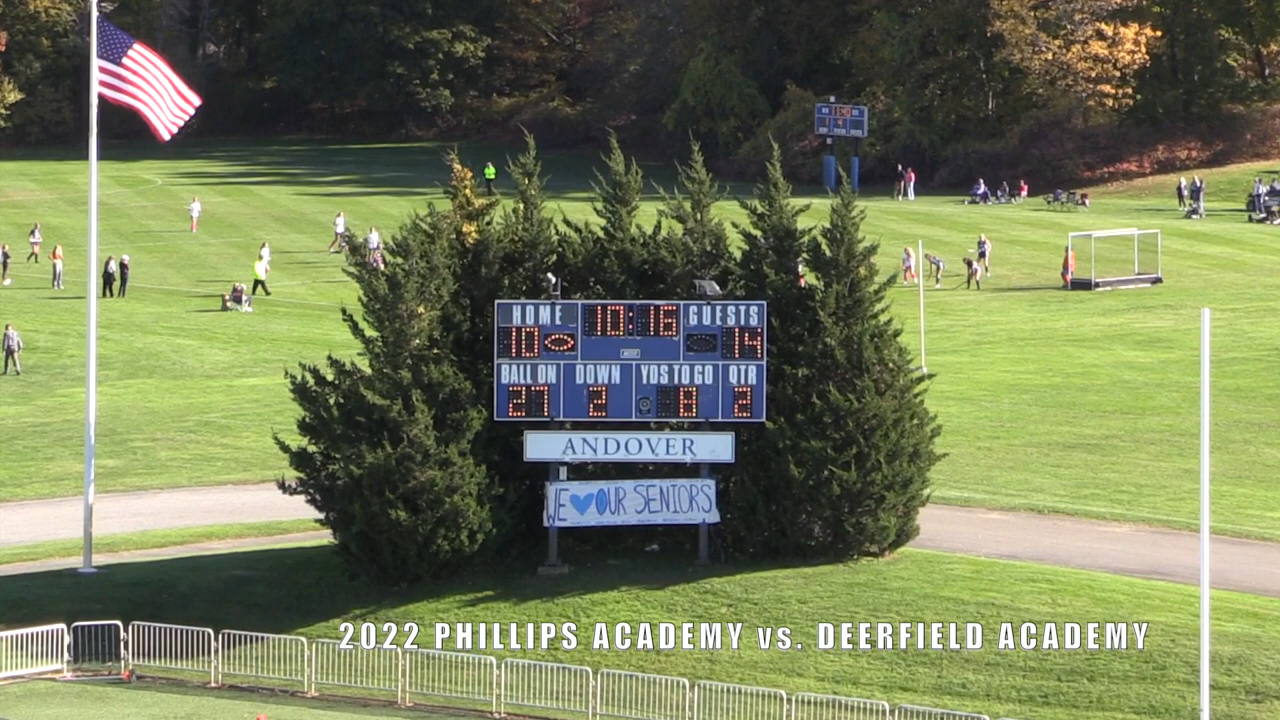 HOME 10:16 GUESTS
10 14
BALL ON DOWN YDS TO GO QTR
27 2 8 2
ANDOVER
WE OUR SENIORS
2022 PHILLIPS ACADEMY vs. DEERFIELD ACADEMY